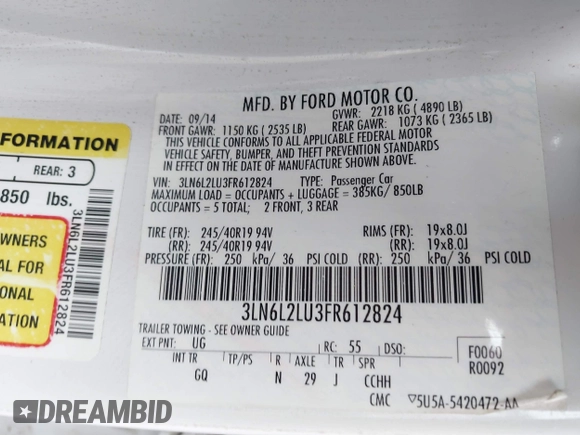 MFD. BY FORD MOTOR CO.
DATE: 09/14
GVWR: 2218 KG ( 4890 LB)
FRONT GAWR: 1150 KG ( 2535 LB)
REAR GAWR: 1073 KG ( 2365 LB)
THIS VEHICLE CONFORMS TO ALL APPLICABLE FEDERAL MOTOR
VEHICLE SAFETY, BUMPER, AND THEFT PREVENTION STANDARDS
IN EFFECT ON THE DATE OF MANUFACTURE SHOWN ABOVE.
VIN: 3LN6L2LU3FR612824 TYPE: Passenger Car
MAXIMUM LOAD = OCCUPANTS + LUGGAGE = 385KG/ 850LB
OCCUPANTS = 5 TOTAL: 2 FRONT, 3 REAR
TIRE (FR): 245/40R19 94V RIMS (FR): 19x8.0J
(RR): 245/40R19 94V (RR): 19x8.0J
PRESSURE (FR): 250 kPa/ 36 PSI COLD (RR): 250 kPa/ 36 PSI COLD
3LN6L2LU3FR612824
TRAILER TOWING - SEE OWNER GUIDE
EXT PNT: UG RC: 55 DSO:
F0060
R0092
INT TR TP/PS R AXLE TR SPR
GQ N 29 J CCHH
CMC ▽5U5A-5420472-AA
FORMATION
REAR: 3
850 lbs.
WNERS
AL FOR
IONAL
ATION
3LN6L2LU3FR612824
DREAMBID